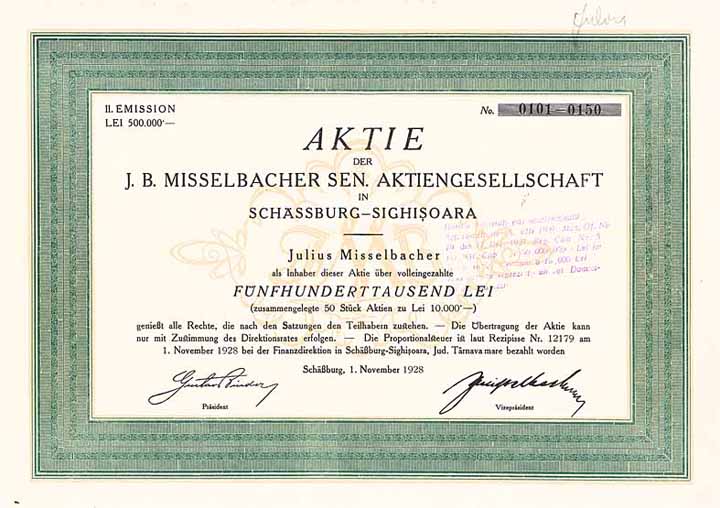 II. EMISSION
LEI 500.000'—
No. 0101—0150
AKTIE
DER
J. B. MISSELBACHER SEN. AKTIENGESELLSCHAFT
IN
SCHÄSSBURG-SIGHIȘOARA
Julius Misselbacher
als Inhaber dieser Aktie über volleingezahlte
FÜNFHUNDERTTAUSEND LEI
(zusammengelegte 50 Stück Aktien zu Lei 10.000'—)
genießt alle Rechte, die nach den Satzungen den Teilhabern zustehen. — Die Übertragung der Aktie kann
nur mit Zustimmung des Direktionsrates erfolgen. — Die Proportionalsteuer ist laut Rezipisse Nr. 12179 am
1. November 1928 bei der Finanzdirektion in Schäßburg-Sighișoara, Jud. Târnava mare bezahlt worden
Schäßburg, 1. November 1928
Präsident
Vizepräsident